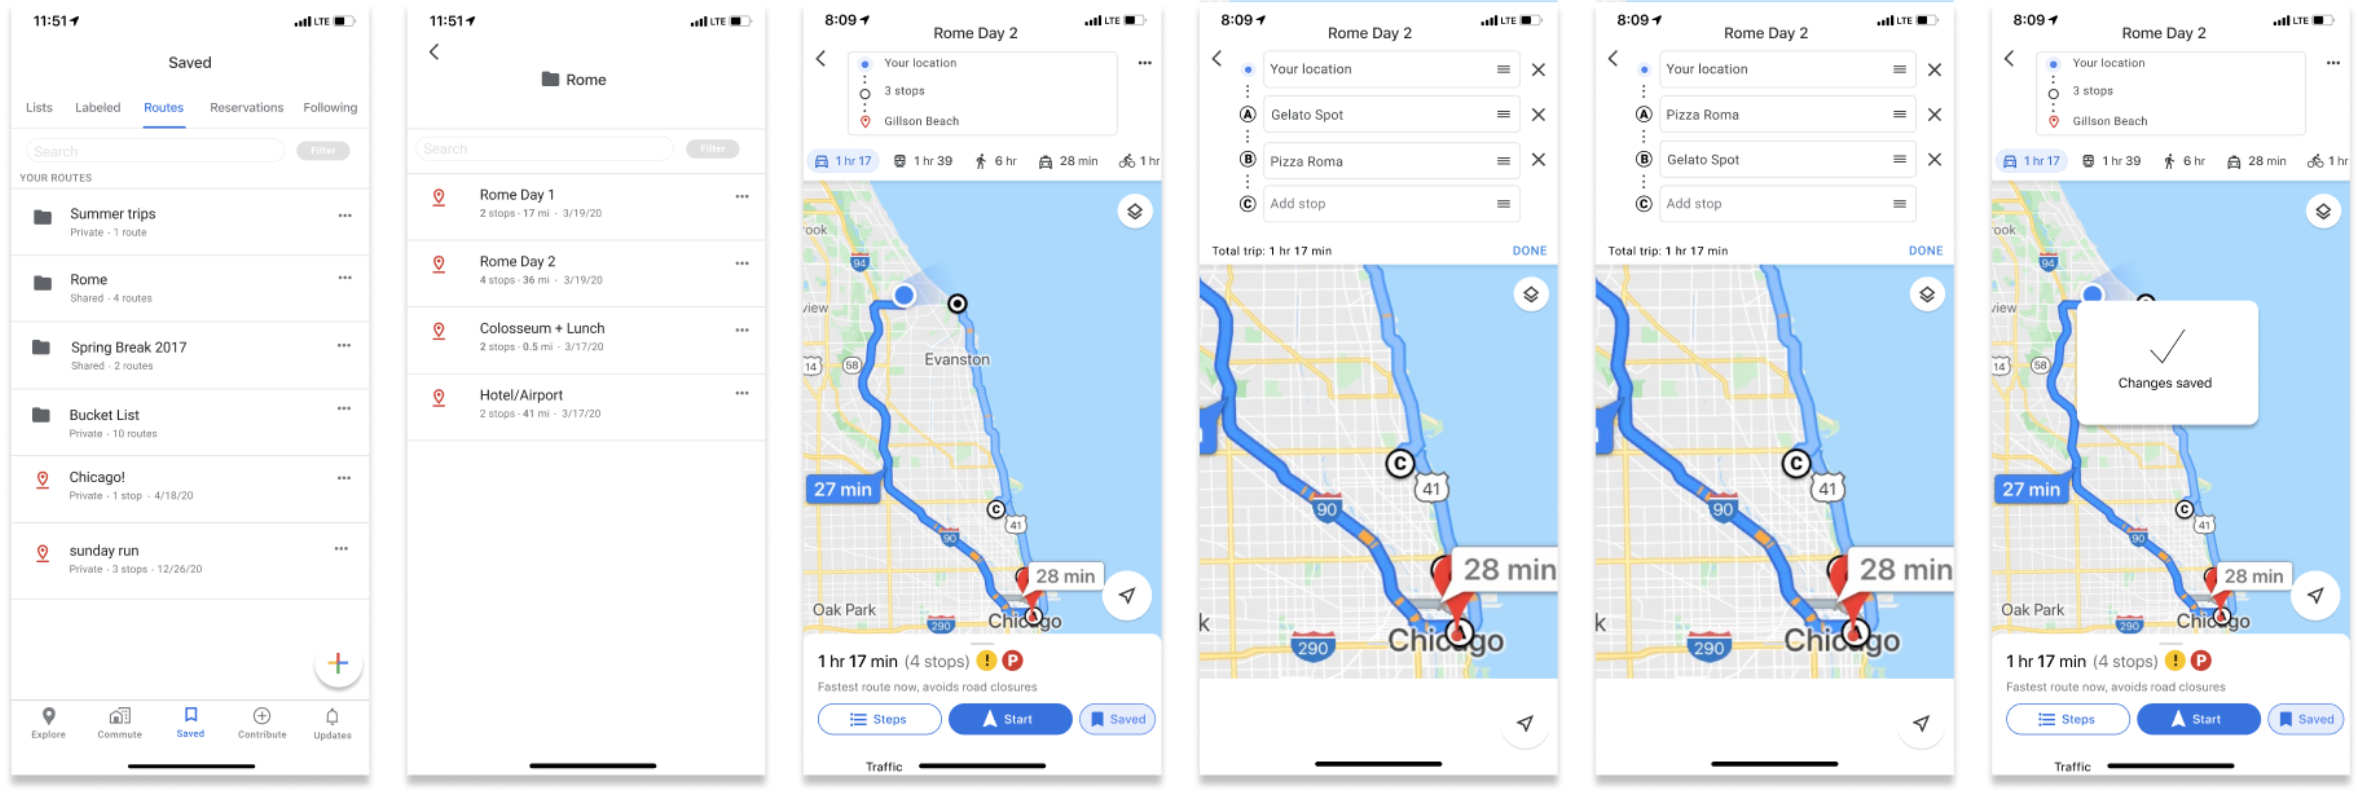 11:51
LTE
Saved
Lists Labeled Routes Reservations Following
Search
Filter
YOUR ROUTES
Summer trips
Private - 1 route
Rome
Shared - 4 routes
Spring Break 2017
Shared - 2 routes
Bucket List
Private - 10 routes
Chicago!
Private - 1 stop - 4/18/20
sunday run
Private - 3 stops - 12/26/20
Explore Commute Saved Contribute Updates
11:51
LTE
Rome
Search
Filter
Rome Day 1
2 stops - 17 mi - 3/19/20
Rome Day 2
4 stops - 36 mi - 3/19/20
Colosseum + Lunch
2 stops - 0.5 mi - 3/17/20
Hotel/Airport
2 stops - 41 mi - 3/17/20
8:09
LTE
Rome Day 2
Your location
3 stops
Gillson Beach
1 hr 17 1 hr 39 6 hr 28 min 1 hr
ook
94
view
Evanston
14
58
27 min
C
41
90
28 min
Oak Park
290
Chicago
1 hr 17 min (4 stops) ! P
Fastest route now, avoids road closures
Steps Start Saved
Traffic
8:09
LTE
Rome Day 2
Your location
A Gelato Spot
B Pizza Roma
C Add stop
Total trip: 1 hr 17 min DONE
C
41
90
28 min
k
290
Chicago
A
8:09
LTE
Rome Day 2
Your location
A Pizza Roma
B Gelato Spot
C Add stop
Total trip: 1 hr 17 min DONE
C
41
90
28 min
k
290
Chicago
A
8:09
LTE
Rome Day 2
Your location
3 stops
Gillson Beach
1 hr 17 1 hr 39 6 hr 28 min 1 hr
ook
94
view
14
58
Changes saved
27 min
C
41
90
28 min
Oak Park
290
Chicago
1 hr 17 min (4 stops) ! P
Fastest route now, avoids road closures
Steps Start Saved
Traffic